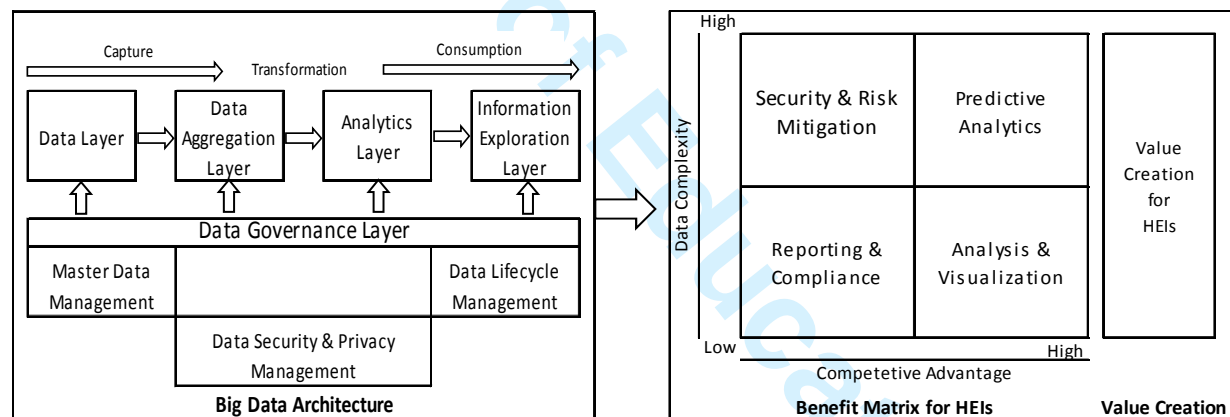 Capture
Transformation
Consumption
Data Layer
Data
Aggregation
Layer
Analytics
Layer
Information
Exploration
Layer
Data Governance Layer
Master Data
Management
Data Lifecycle
Management
Data Security & Privacy
Management
Big Data Architecture
High
Data Complexity
Security & Risk
Mitigation
Predictive
Analytics
Reporting &
Compliance
Analysis &
Visualization
Low
High
Competetive Advantage
Benefit Matrix for HEIs
Value
Creation
for
HEIs
Value Creation
of Educa